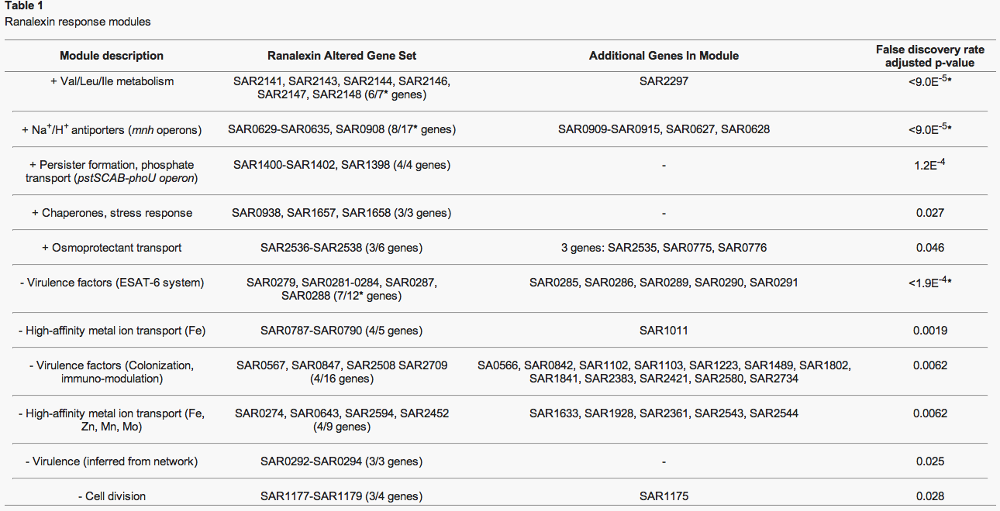 Table 1
Ranalexin response modules
Module description Ranalexin Altered Gene Set Additional Genes In Module False discovery rate adjusted p-value
+ Val/Leu/Ile metabolism SAR2141, SAR2143, SAR2144, SAR2146, SAR2297 <9.0E-5*
SAR2147, SAR2148 (6/7* genes)
+ Na+/H+ antiporters (mnh operons) SAR0629-SAR0635, SAR0908 (8/17* genes) SAR0909-SAR0915, SAR0627, SAR0628 <9.0E-5*
+ Persister formation, phosphate SAR1400-SAR1402, SAR1398 (4/4 genes) - 1.2E-4
transport (pstSCAB-phoU operon)
+ Chaperones, stress response SAR0938, SAR1657, SAR1658 (3/3 genes) - 0.027
+ Osmoprotectant transport SAR2536-SAR2538 (3/6 genes) 3 genes: SAR2535, SAR0775, SAR0776 0.046
- Virulence factors (ESAT-6 system) SAR0279, SAR0281-0284, SAR0287, SAR0285, SAR0286, SAR0289, SAR0290, SAR0291 <1.9E-4*
SAR0288 (7/12* genes)
- High-affinity metal ion transport (Fe) SAR0787-SAR0790 (4/5 genes) SAR1011 0.0019
- Virulence factors (Colonization, SAR0567, SAR0847, SAR2508 SAR2709 SA0566, SAR0842, SAR1102, SAR1103, SAR1223, SAR1489, SAR1802, 0.0062
immuno-modulation) (4/16 genes) SAR1841, SAR2383, SAR2421, SAR2580, SAR2734
- High-affinity metal ion transport (Fe, SAR0274, SAR0643, SAR2594, SAR2452 SAR1633, SAR1928, SAR2361, SAR2543, SAR2544 0.0062
Zn, Mn, Mo) (4/9 genes)
- Virulence (inferred from network) SAR0292-SAR0294 (3/3 genes) - 0.025
- Cell division SAR1177-SAR1179 (3/4 genes) SAR1175 0.028